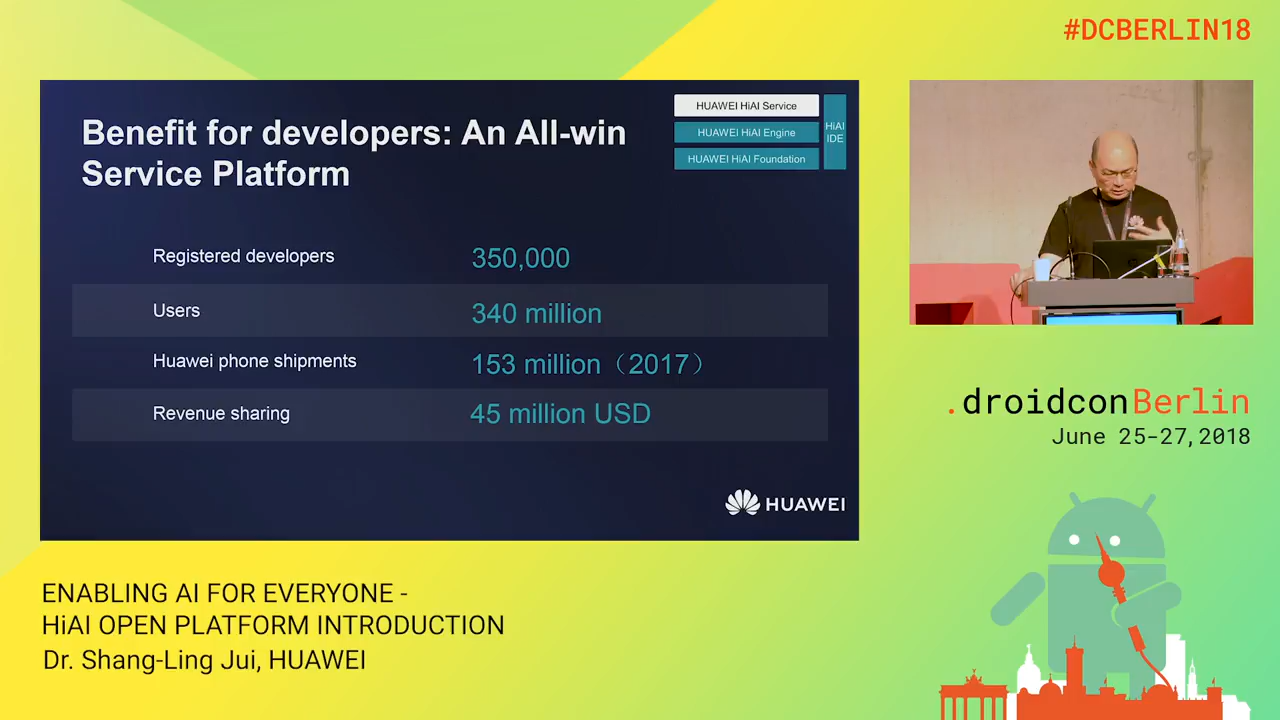 #DCBERLIN18
Benefit for developers: An All-win
Service Platform
HUAWEI HiAI Service
HUAWEI HiAI Engine
HUAWEI HiAI Foundation
HiAI
IDE
Registered developers 350,000
Users 340 million
Huawei phone shipments 153 million（2017）
Revenue sharing 45 million USD
HUAWEI
.droidconBerlin
June 25-27,2018
ENABLING AI FOR EVERYONE -
HiAI OPEN PLATFORM INTRODUCTION
Dr. Shang-Ling Jui, HUAWEI